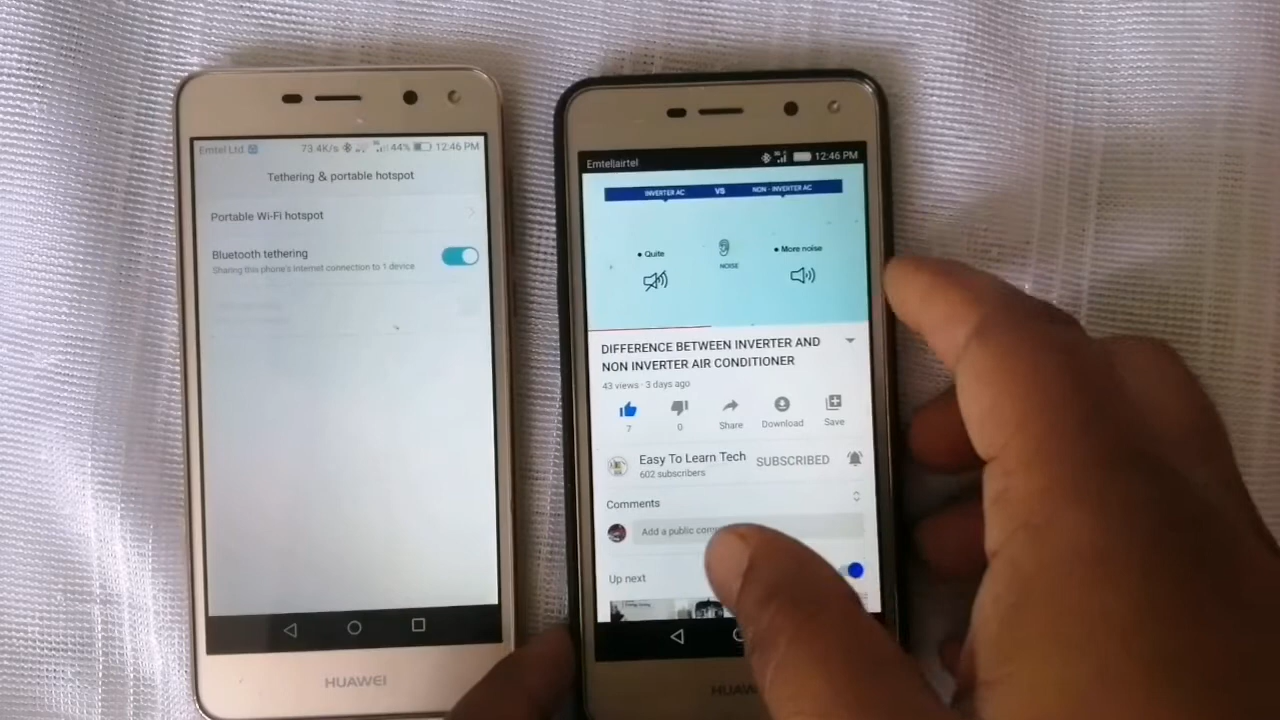 Emtel Ltd 73.4K/s 44% 12:46 PM
Tethering & portable hotspot
Portable Wi-Fi hotspot
Bluetooth tethering
Sharing this phone's Internet connection to 1 device
HUAWEI
Emtel|airtel 12:46 PM
INVERTER AC VS NON - INVERTER AC
• Quite
NOISE
• More noise
DIFFERENCE BETWEEN INVERTER AND
NON INVERTER AIR CONDITIONER
43 views · 3 days ago
7 0 Share Download Save
Easy To Learn Tech SUBSCRIBED
602 subscribers
Comments
Add a public
Up next